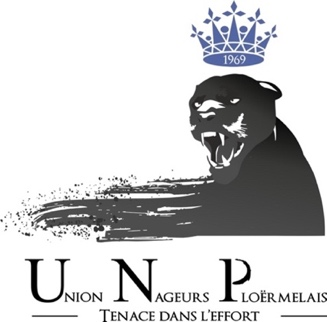 1969
Union Nageurs Ploërmelais
Tenace dans l'effort